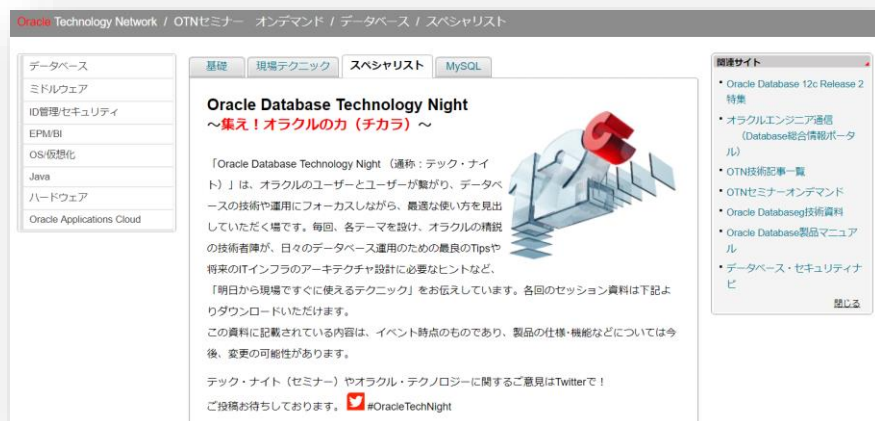 Oracle Technology Network / OTNセミナー オンデマンド / データベース / スペシャリスト
データベース
ミドルウェア
ID管理/セキュリティ
EPM/BI
OS/仮想化
Java
ハードウェア
Oracle Applications Cloud
基礎 現場テクニック スペシャリスト MySQL
Oracle Database Technology Night
～集え！オラクルの力（チカラ）～
「Oracle Database Technology Night （通称：テック・ナイ
ト）」は、オラクルのユーザーとユーザーが繋がり、データベ
ースの技術や運用にフォーカスしながら、最適な使い方を見出
していただく場です。毎回、各テーマを設け、オラクルの精鋭
の技術者陣が、日々のデータベース運用のための最良のTipsや
将来のITインフラのアーキテクチャ設計に必要なヒントなど、
「明日から現場ですぐに使えるテクニック」をお伝えしています。各回のセッション資料は下記よ
りダウンロードいただけます。
この資料に記載されている内容は、イベント時点のものであり、製品の仕様･機能などについては今
後、変更の可能性があります。
テック・ナイト（セミナー）やオラクル・テクノロジーに関するご意見はTwitterで！
ご投稿お待ちしております。 #OracleTechNight
12c
関連サイト
• Oracle Database 12c Release 2
特集
• オラクルエンジニア通信
（Database総合情報ポータ
ル）
• OTN技術記事一覧
• OTNセミナーオンデマンド
• Oracle Databaseg技術資料
• Oracle Database製品マニュア
ル
• データベース・セキュリティナ
ビ
閉じる